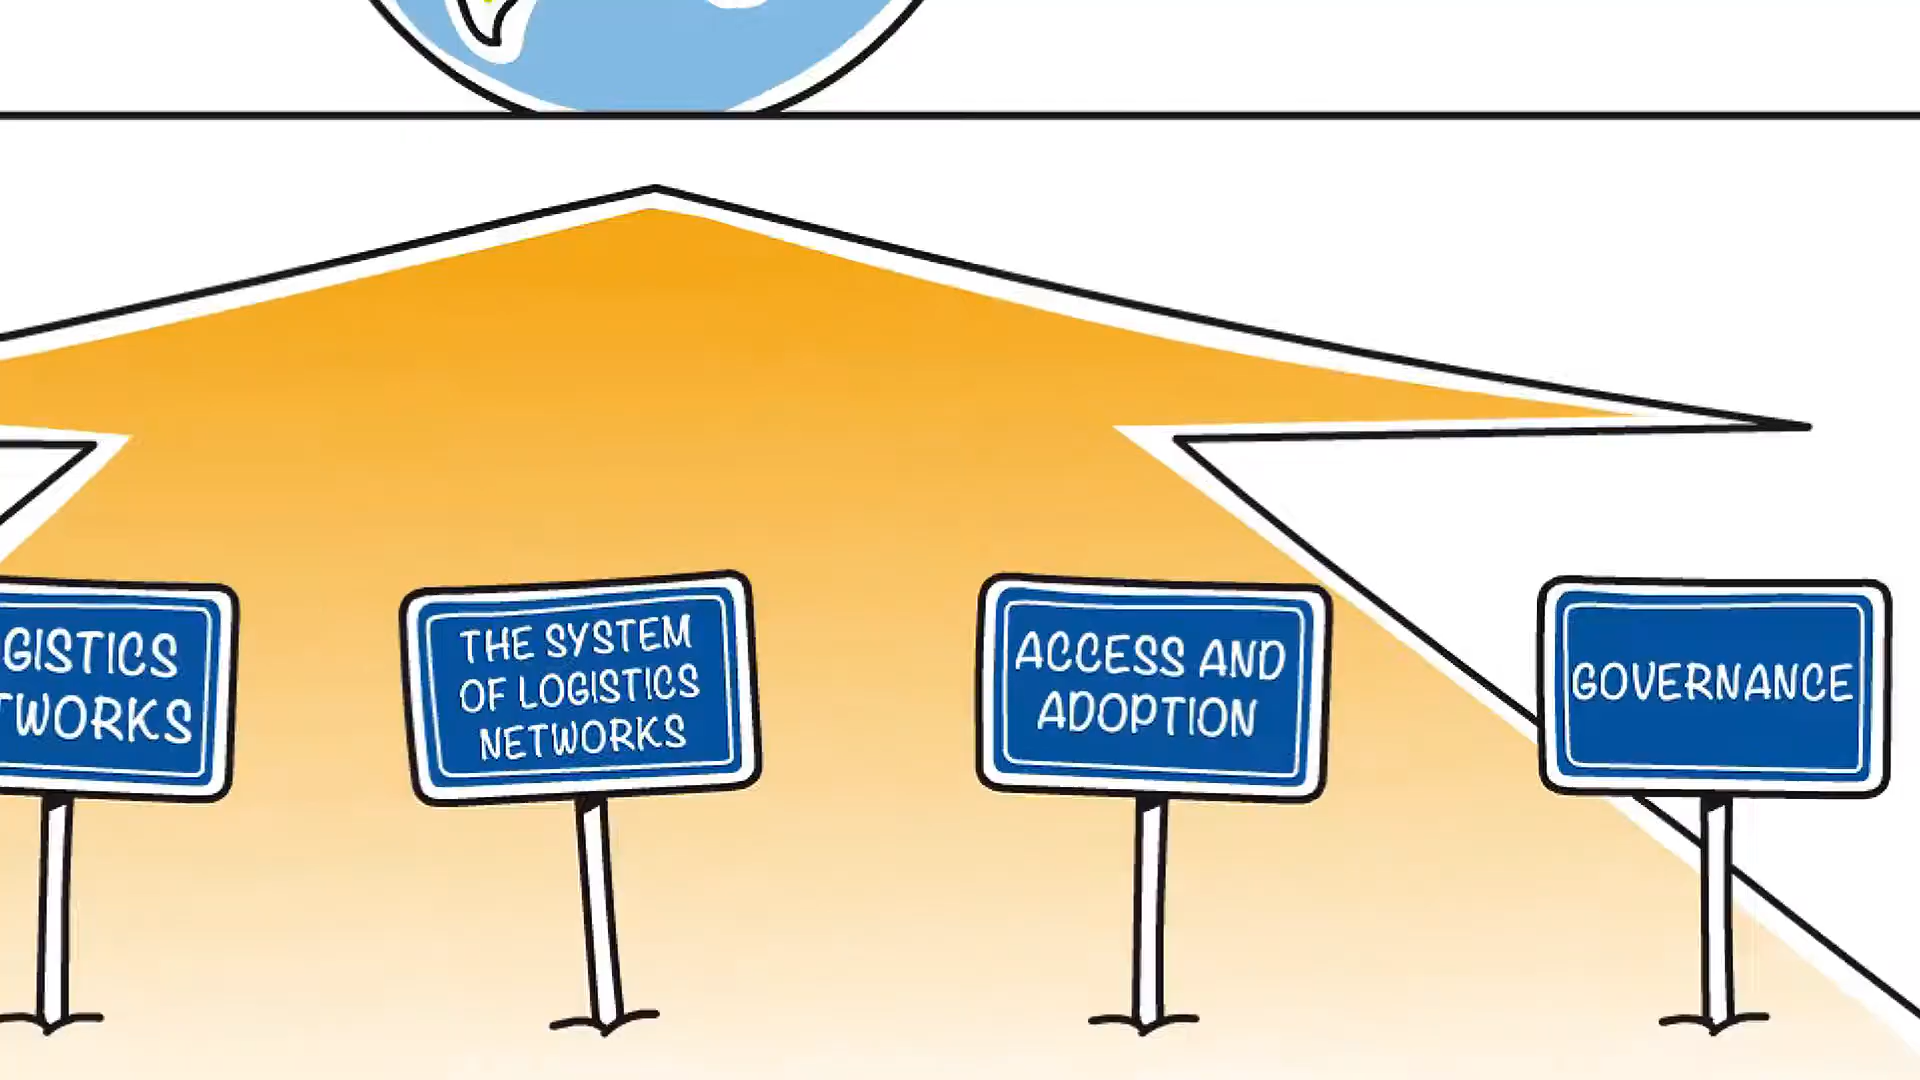 GISTICS
TWORKS
THE SYSTEM
OF LOGISTICS
NETWORKS
ACCESS AND
ADOPTION
GOVERNANCE